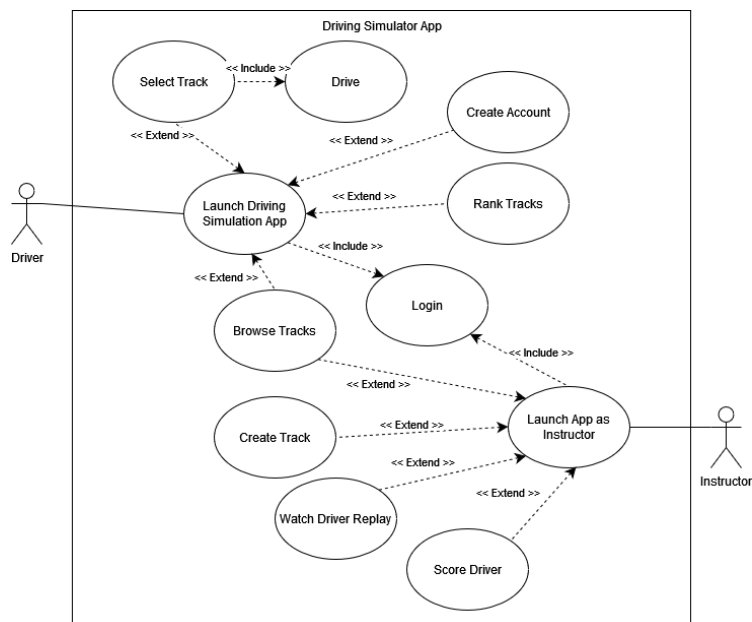 Driving Simulator App
Select Track
<< Include >>
Drive
Create Account
<< Extend >>
<< Extend >>
Launch Driving
Simulation App
<< Extend >>
Rank Tracks
Driver
<< Include >>
<< Extend >>
Login
Browse Tracks
<< Include >>
<< Extend >>
Launch App as
Instructor
Create Track
<< Extend >>
<< Extend >>
Instructor
Watch Driver Replay
<< Extend >>
Score Driver